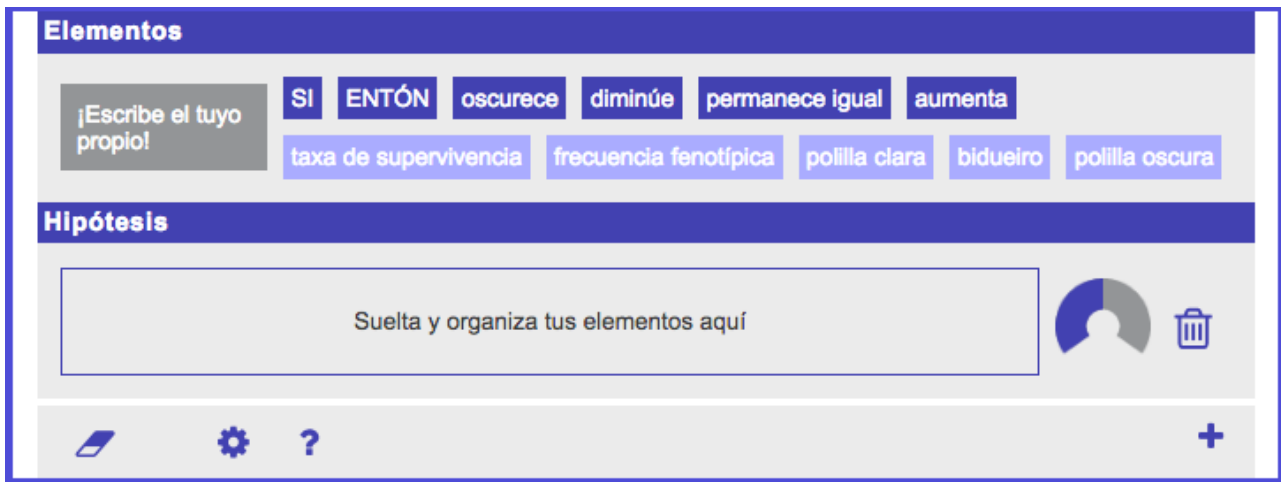 Elementos
¡Escribe el tuyo
propio!
SI ENTÓN oscurece diminúe permanece igual aumenta
taxa de supervivencia frecuencia fenotípica polilla clara bidueiro polilla oscura
Hipótesis
Suelta y organiza tus elementos aquí
?